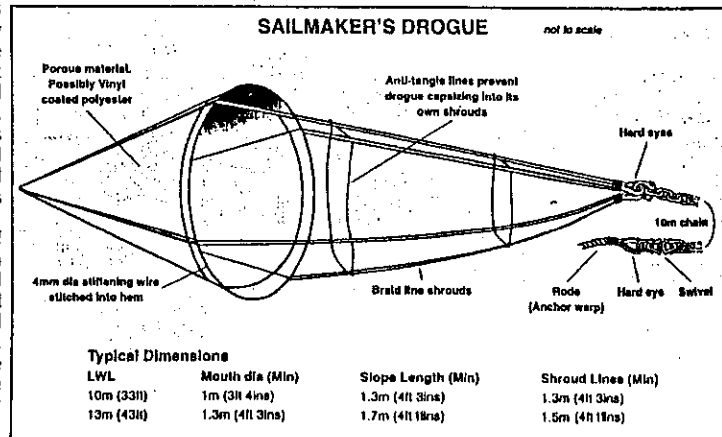 SAILMAKER'S DROGUE
not to scale
Porous material.
Possibly Vinyl
coated polyester
Anti-tangle lines prevent
drogue capsizing into its
own shrouds
Hard eyes
10m chain
4mm dia stiffening wire
stitched into hem
Braid line shrouds
Rode
(Anchor warp)
Hard eye
Swivel
Typical Dimensions
LWL Mouth dia (Min) Slope Length (Min) Shroud Lines (Min)
10m (33ft) 1m (3ft 4ins) 1.3m (4ft 3ins) 1.3m (4ft 3ins)
13m (43ft) 1.3m (4ft 3ins) 1.7m (4ft 11ins) 1.5m (4ft 11ins)